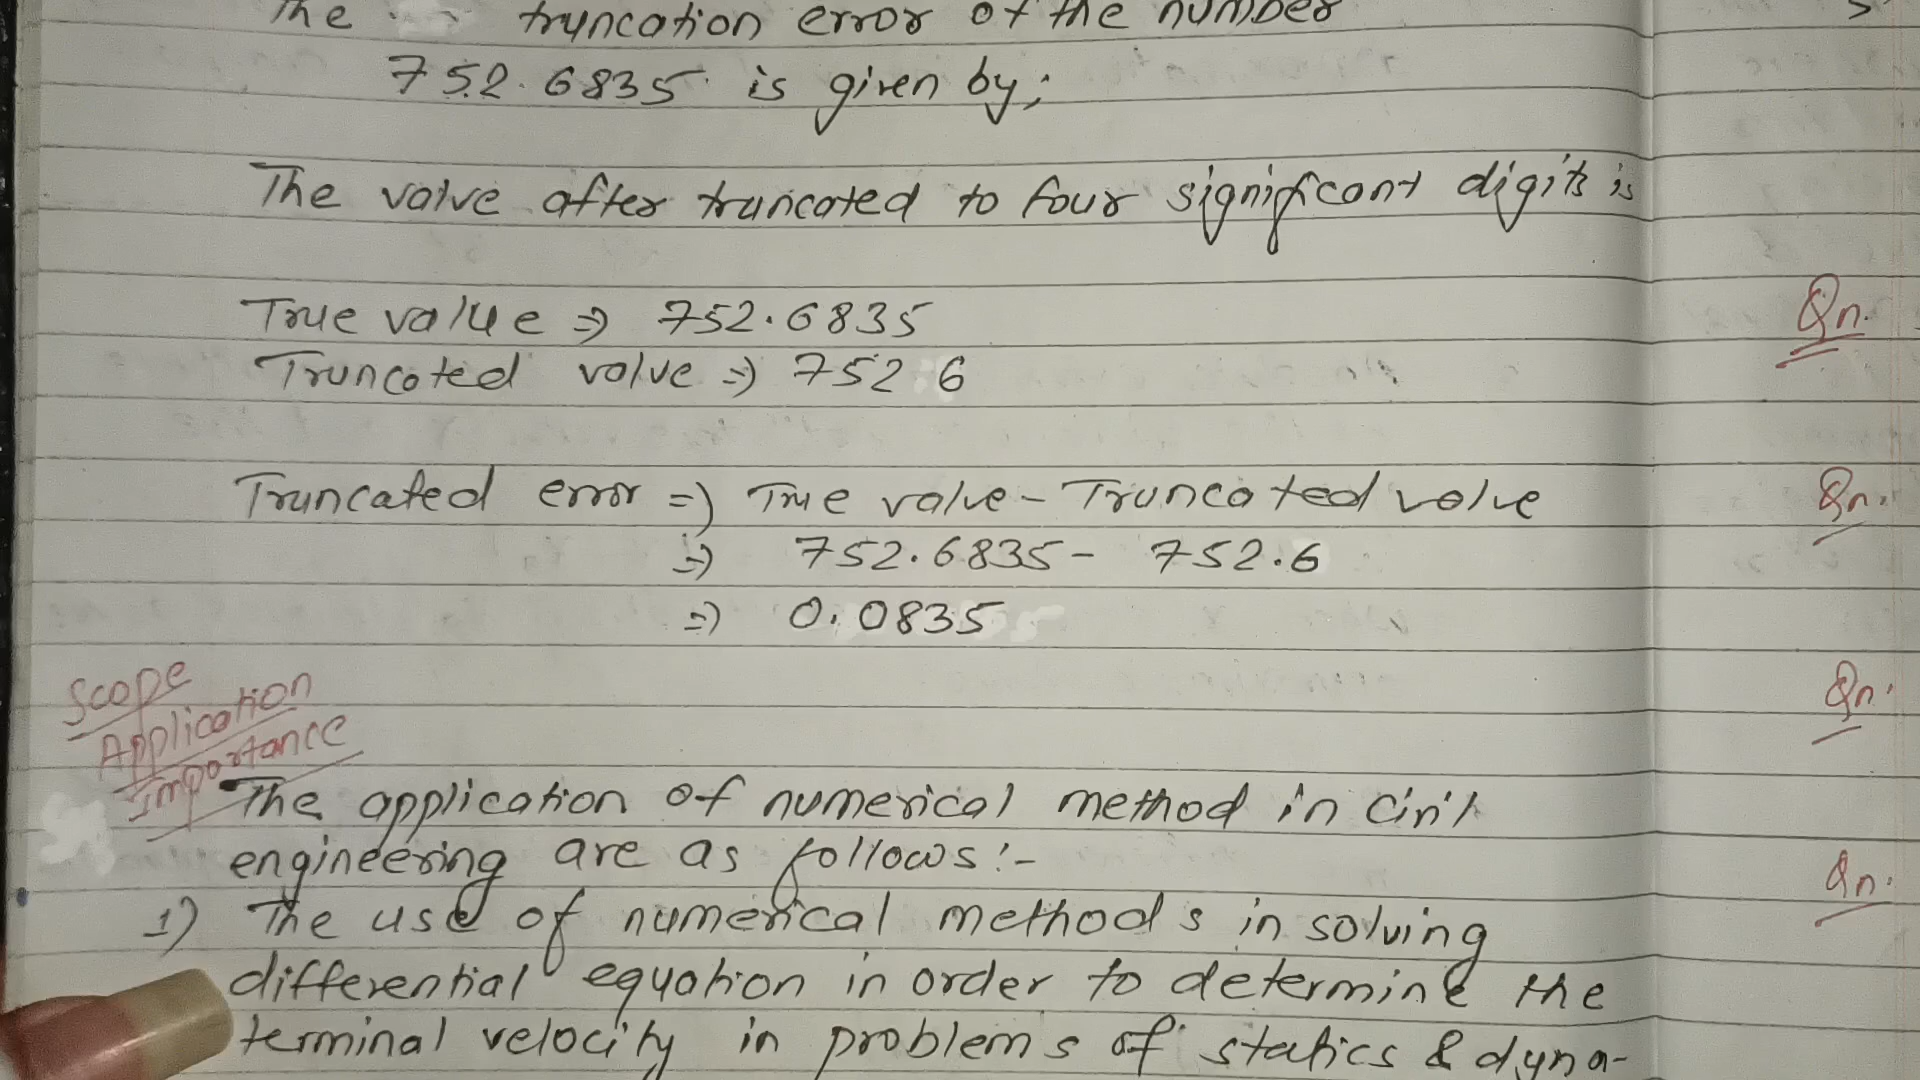 The truncation error of the number
752.6835 is given by;
The value after truncated to four significant digits is
True value => 752.6835
Qn.
Truncated value => 752 6
Truncated error => True value - Truncated value
Qn.
=> 752.6835 - 752.6
=> 0.0835
Scope
Application
Importance
Qn.
The application of numerical method in Civil
engineering are as follows:-
Qn.
1) The use of numerical methods in solving
differential equation in order to determine the
terminal velocity in problems of statics & dyna-